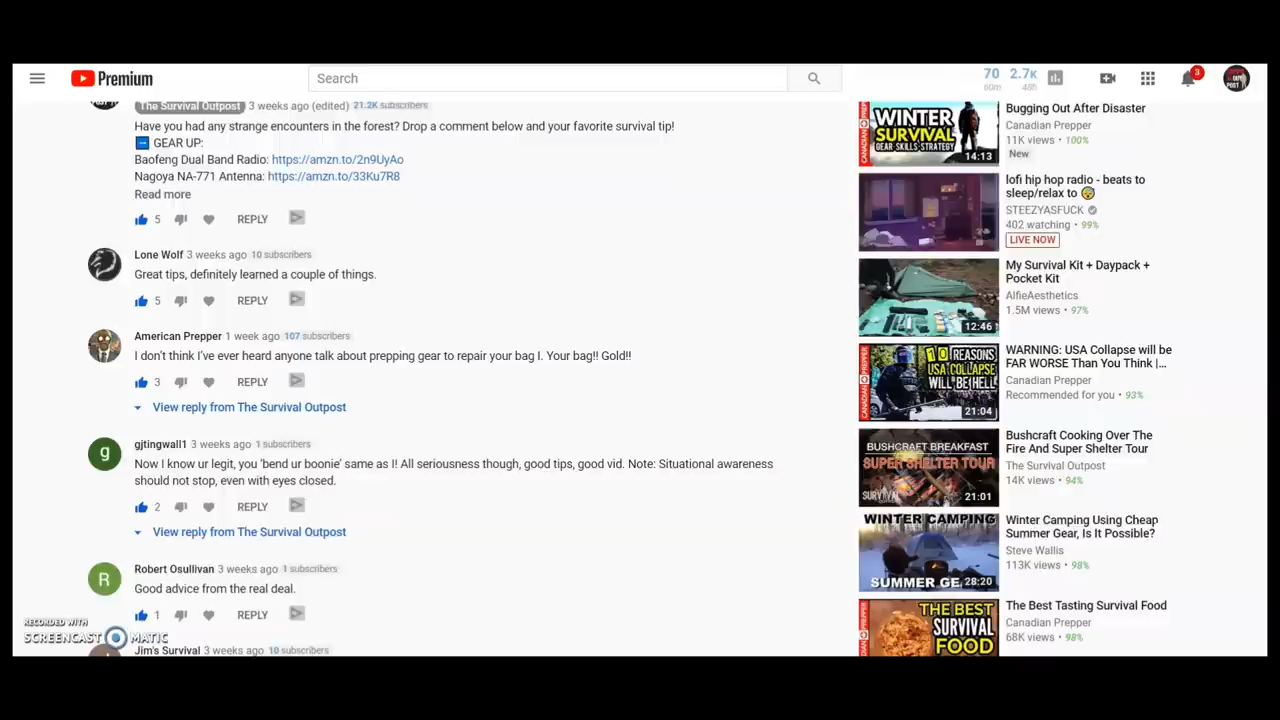 Premium
Search
70 2.7K
60m 48h
3
The Survival Outpost 3 weeks ago (edited) 21.2K subscribers
Have you had any strange encounters in the forest? Drop a comment below and your favorite survival tip!
GEAR UP:
Baofeng Dual Band Radio: https://amzn.to/2n9UyAo
Nagoya NA-771 Antenna: https://amzn.to/33Ku7R8
Read more
5 REPLY
Lone Wolf 3 weeks ago 10 subscribers
Great tips, definitely learned a couple of things.
5 REPLY
American Prepper 1 week ago 107 subscribers
I don't think I've ever heard anyone talk about prepping gear to repair your bag I. Your bag!! Gold!!
3 REPLY
View reply from The Survival Outpost
g
gjtingwall1 3 weeks ago 1 subscribers
Now I know ur legit, you 'bend ur boonie' same as I! All seriousness though, good tips, good vid. Note: Situational awareness
should not stop, even with eyes closed.
2 REPLY
View reply from The Survival Outpost
R
Robert Osullivan 3 weeks ago 1 subscribers
Good advice from the real deal.
1 REPLY
RECORDED WITH
SCREENCAST MATIC
Jim's Survival 3 weeks ago 10 subscribers
CANADIAN PREPPER
WINTER
SURVIVAL
GEAR SKILLS STRATEGY
14:13
Bugging Out After Disaster
Canadian Prepper
11K views • 100%
New
lofi hip hop radio - beats to
sleep/relax to 😴
STEEZYASFUCK
402 watching • 99%
LIVE NOW
12:46
My Survival Kit + Daypack +
Pocket Kit
AlfieAesthetics
1.5M views • 97%
CANADIAN PREPPER
10 REASONS
USA COLLAPSE
WILL BE HELL
21:04
WARNING: USA Collapse will be
FAR WORSE Than You Think |...
Canadian Prepper
Recommended for you • 93%
BUSHCRAFT BREAKFAST
SUPER SHELTER TOUR
SURVIVAL
21:01
Bushcraft Cooking Over The
Fire And Super Shelter Tour
The Survival Outpost
14K views • 94%
WINTER CAMPING
SUMMER GE
28:20
Winter Camping Using Cheap
Summer Gear, Is It Possible?
Steve Wallis
113K views • 98%
CANADIAN PREPPER
THE BEST
SURVIVAL
FOOD
The Best Tasting Survival Food
Canadian Prepper
68K views • 98%